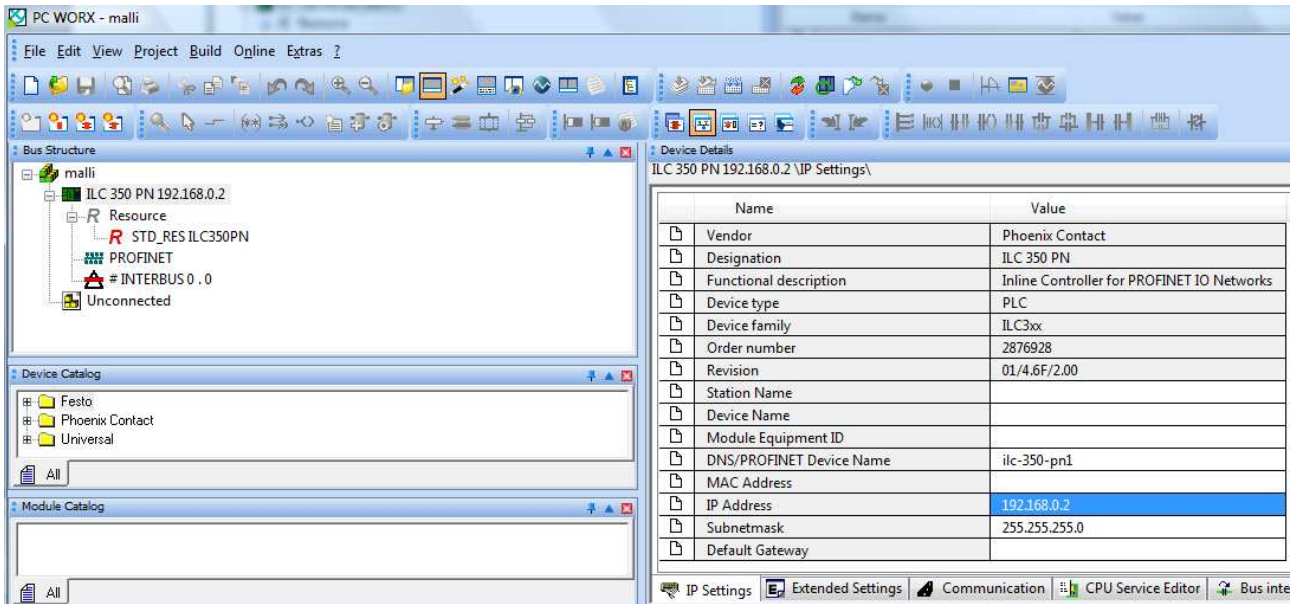 PC WORX - malli
File Edit View Project Build Online Extras ?
Bus Structure
malli
ILC 350 PN 192.168.0.2
R Resource
R STD_RES ILC350PN
PROFINET
# INTERBUS 0 . 0
Unconnected
Device Catalog
Festo
Phoenix Contact
Universal
All
Module Catalog
All
Device Details
ILC 350 PN 192.168.0.2 \IP Settings\
Name Value
Vendor Phoenix Contact
Designation ILC 350 PN
Functional description Inline Controller for PROFINET IO Networks
Device type PLC
Device family ILC3xx
Order number 2876928
Revision 01/4.6F/2.00
Station Name
Device Name
Module Equipment ID
DNS/PROFINET Device Name ilc-350-pn1
MAC Address
IP Address 192.168.0.2
Subnetmask 255.255.255.0
Default Gateway
IP Settings Extended Settings Communication CPU Service Editor Bus inte